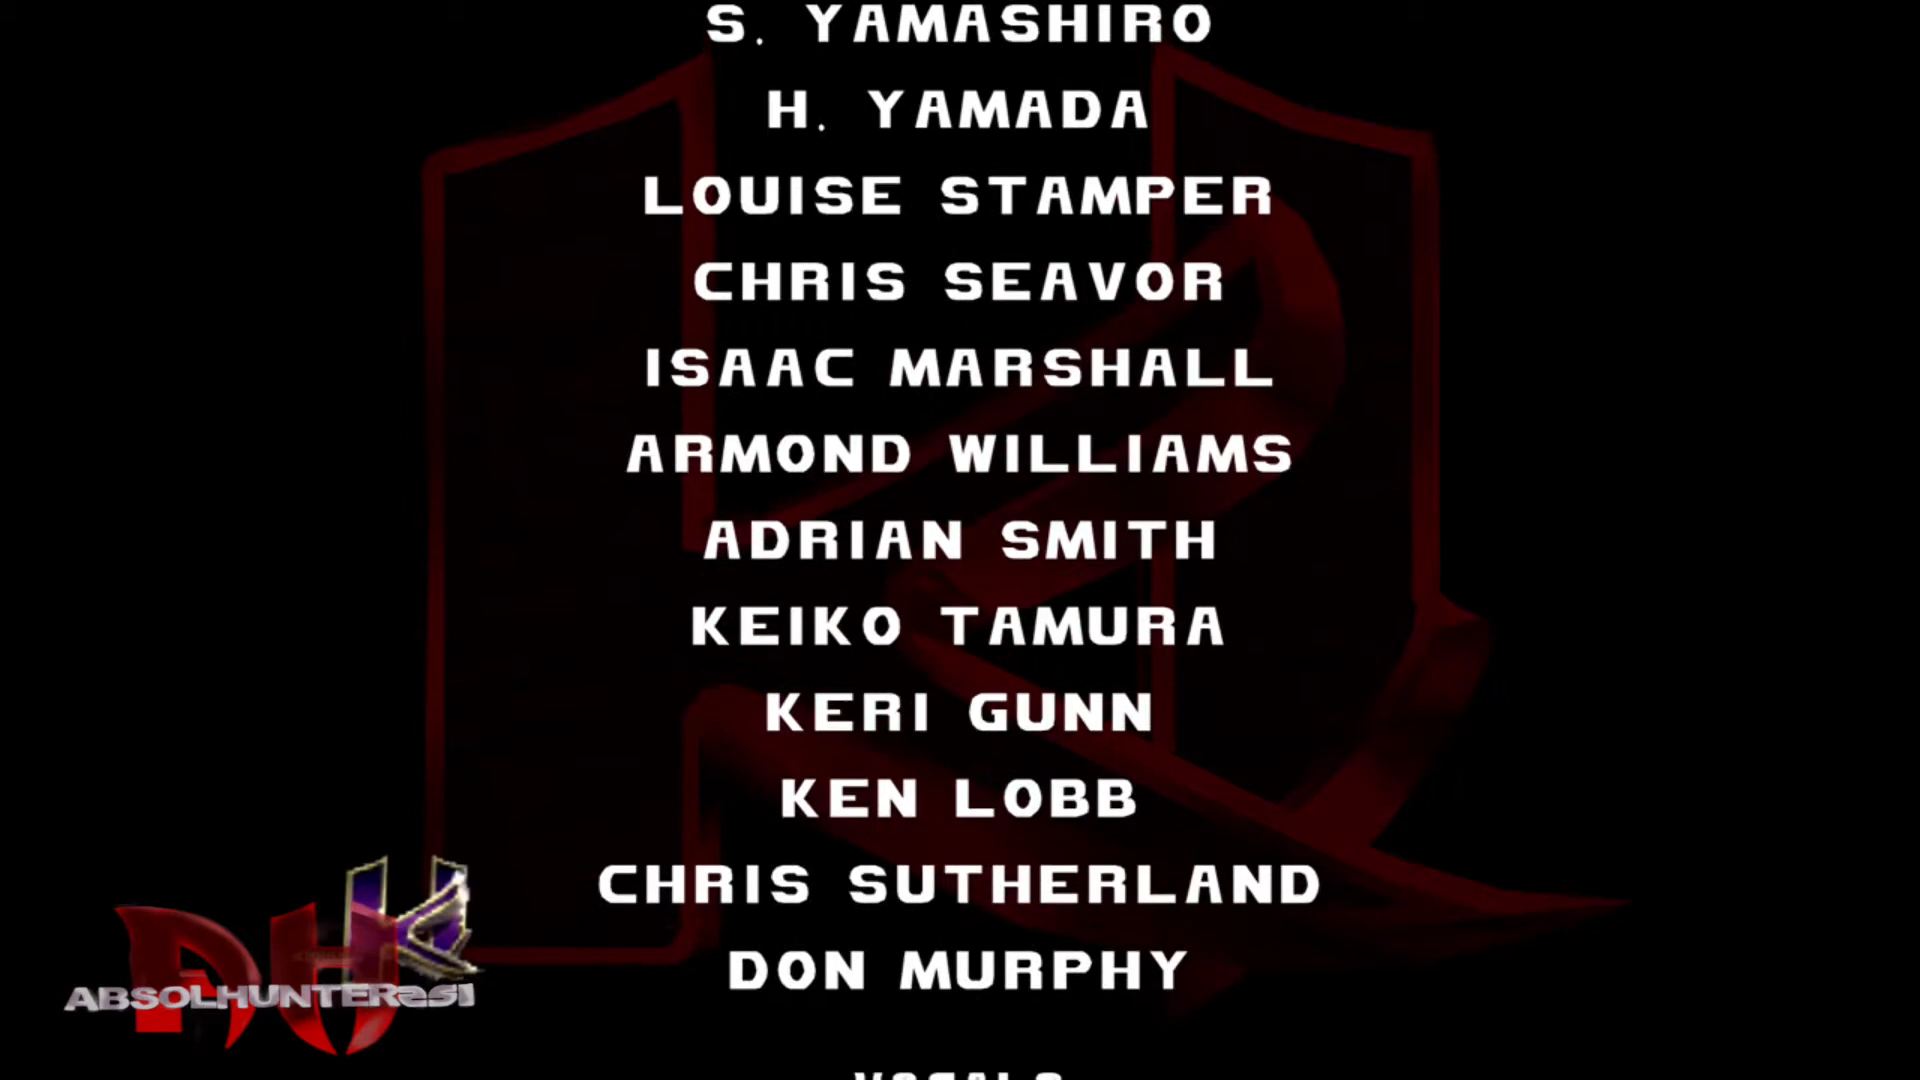 S. YAMASHIRO
H. YAMADA
LOUISE STAMPER
CHRIS SEAVOR
ISAAC MARSHALL
ARMOND WILLIAMS
ADRIAN SMITH
KEIKO TAMURA
KERI GUNN
KEN LOBB
CHRIS SUTHERLAND
DON MURPHY
AH
ABSOLHUNTER251